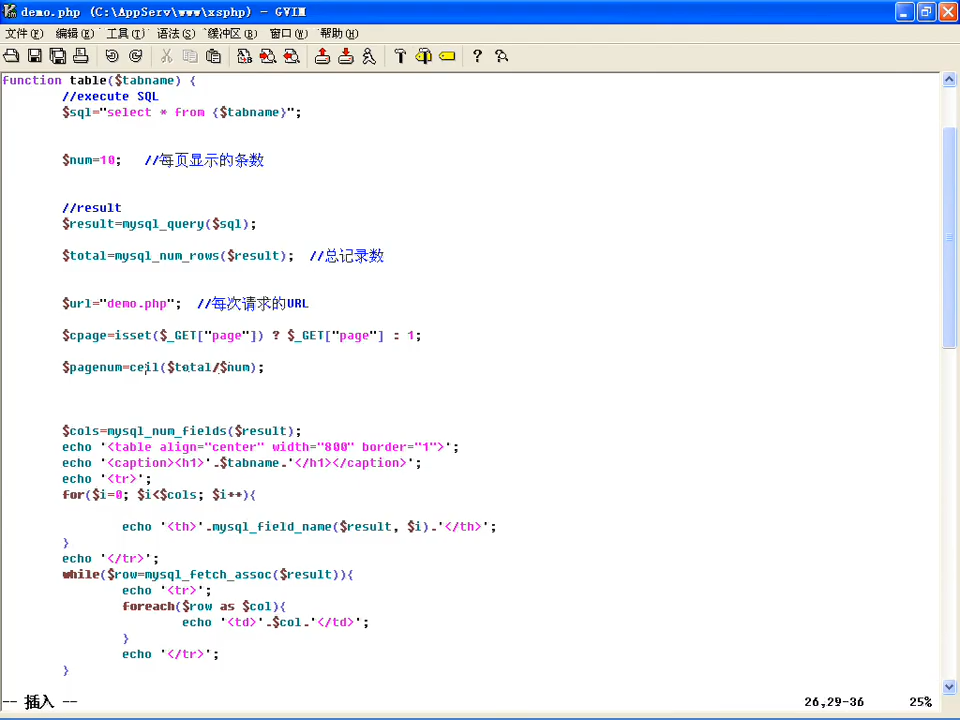 demo.php (C:\AppServ\www\xsphp) - GVIM
文件(F) 编辑(E) 工具(T) 语法(S) 缓冲区(B) 窗口(W) 帮助(H)
function table($tabname) {
//execute SQL
$sql="select * from {$tabname}";
$num=10; //每页显示的条数
//result
$result=mysql_query($sql);
$total=mysql_num_rows($result); //总记录数
$url="demo.php"; //每次请求的URL
$cpage=isset($_GET["page"]) ? $_GET["page"] : 1;
$pagenum=ceil($total/$num);
$cols=mysql_num_fields($result);
echo '<table align="center" width="800" border="1">';
echo '<caption><h1>'.$tabname.'</h1></caption>';
echo '<tr>';
for($i=0; $i<$cols; $i++){
echo '<th>'.mysql_field_name($result, $i).'</th>';
}
echo '</tr>';
while($row=mysql_fetch_assoc($result)){
echo '<tr>';
foreach($row as $col){
echo '<td>'.$col.'</td>';
}
echo '</tr>';
}
-- 插入 -- 26,29-36 25%